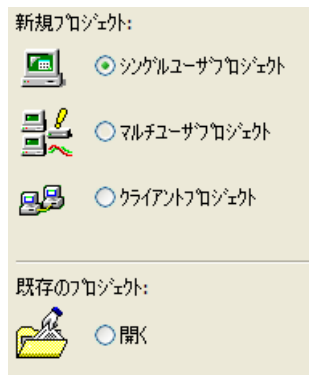 新規ﾌﾟﾛｼﾞｪｸﾄ:
ｼﾝｸﾞﾙﾕｰｻﾞﾌﾟﾛｼﾞｪｸﾄ
ﾏﾙﾁﾕｰｻﾞﾌﾟﾛｼﾞｪｸﾄ
ｸﾗｲｱﾝﾄﾌﾟﾛｼﾞｪｸﾄ
既存のﾌﾟﾛｼﾞｪｸﾄ:
開く